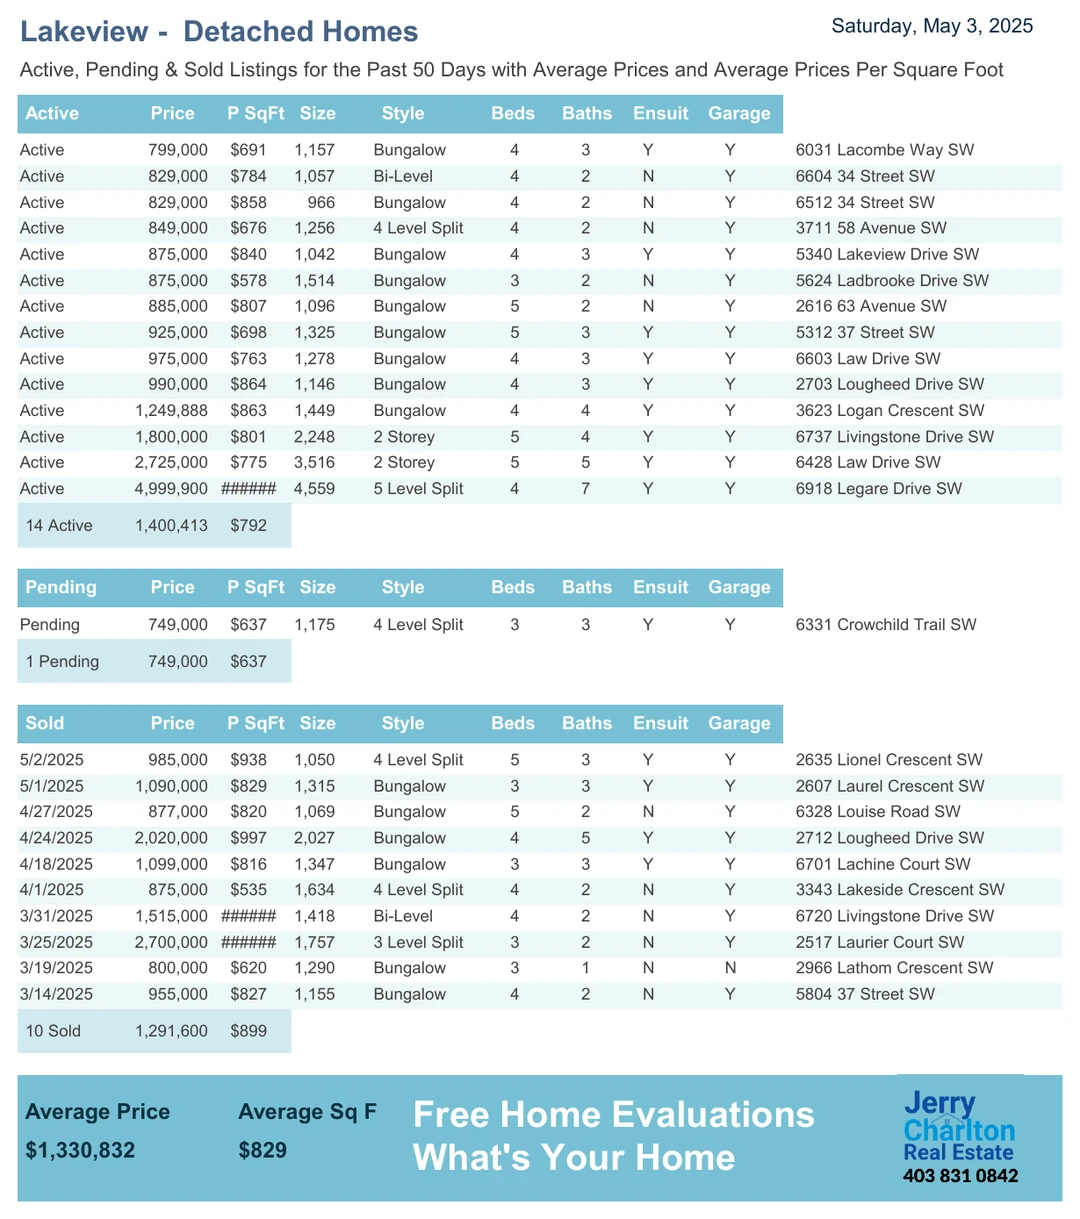 Lakeview - Detached Homes
Saturday, May 3, 2025
Active, Pending & Sold Listings for the Past 50 Days with Average Prices and Average Prices Per Square Foot
Active Price P SqFt Size Style Beds Baths Ensuit Garage
Active 799,000 $691 1,157 Bungalow 4 3 Y Y 6031 Lacombe Way SW
Active 829,000 $784 1,057 Bi-Level 4 2 N Y 6604 34 Street SW
Active 829,000 $858 966 Bungalow 4 2 N Y 6512 34 Street SW
Active 849,000 $676 1,256 4 Level Split 4 2 N Y 3711 58 Avenue SW
Active 875,000 $840 1,042 Bungalow 4 3 Y Y 5340 Lakeview Drive SW
Active 875,000 $578 1,514 Bungalow 3 2 N Y 5624 Ladbrooke Drive SW
Active 885,000 $807 1,096 Bungalow 5 2 N Y 2616 63 Avenue SW
Active 925,000 $698 1,325 Bungalow 5 3 Y Y 5312 37 Street SW
Active 975,000 $763 1,278 Bungalow 4 3 Y Y 6603 Law Drive SW
Active 990,000 $864 1,146 Bungalow 4 3 Y Y 2703 Lougheed Drive SW
Active 1,249,888 $863 1,449 Bungalow 4 4 Y Y 3623 Logan Crescent SW
Active 1,800,000 $801 2,248 2 Storey 5 4 Y Y 6737 Livingstone Drive SW
Active 2,725,000 $775 3,516 2 Storey 5 5 Y Y 6428 Law Drive SW
Active 4,999,900 ###### 4,559 5 Level Split 4 7 Y Y 6918 Legare Drive SW
14 Active 1,400,413 $792
Pending Price P SqFt Size Style Beds Baths Ensuit Garage
Pending 749,000 $637 1,175 4 Level Split 3 3 Y Y 6331 Crowchild Trail SW
1 Pending 749,000 $637
Sold Price P SqFt Size Style Beds Baths Ensuit Garage
5/2/2025 985,000 $938 1,050 4 Level Split 5 3 Y Y 2635 Lionel Crescent SW
5/1/2025 1,090,000 $829 1,315 Bungalow 3 3 Y Y 2607 Laurel Crescent SW
4/27/2025 877,000 $820 1,069 Bungalow 5 2 N Y 6328 Louise Road SW
4/24/2025 2,020,000 $997 2,027 Bungalow 4 5 Y Y 2712 Lougheed Drive SW
4/18/2025 1,099,000 $816 1,347 Bungalow 3 3 Y Y 6701 Lachine Court SW
4/1/2025 875,000 $535 1,634 4 Level Split 4 2 N Y 3343 Lakeside Crescent SW
3/31/2025 1,515,000 ###### 1,418 Bi-Level 4 2 N Y 6720 Livingstone Drive SW
3/25/2025 2,700,000 ###### 1,757 3 Level Split 3 2 N Y 2517 Laurier Court SW
3/19/2025 800,000 $620 1,290 Bungalow 3 1 N N 2966 Lathom Crescent SW
3/14/2025 955,000 $827 1,155 Bungalow 4 2 N Y 5804 37 Street SW
10 Sold 1,291,600 $899
Average Price Average Sq F
$1,330,832 $829
Free Home Evaluations
What's Your Home
Jerry
Charlton
Real Estate
403 831 0842